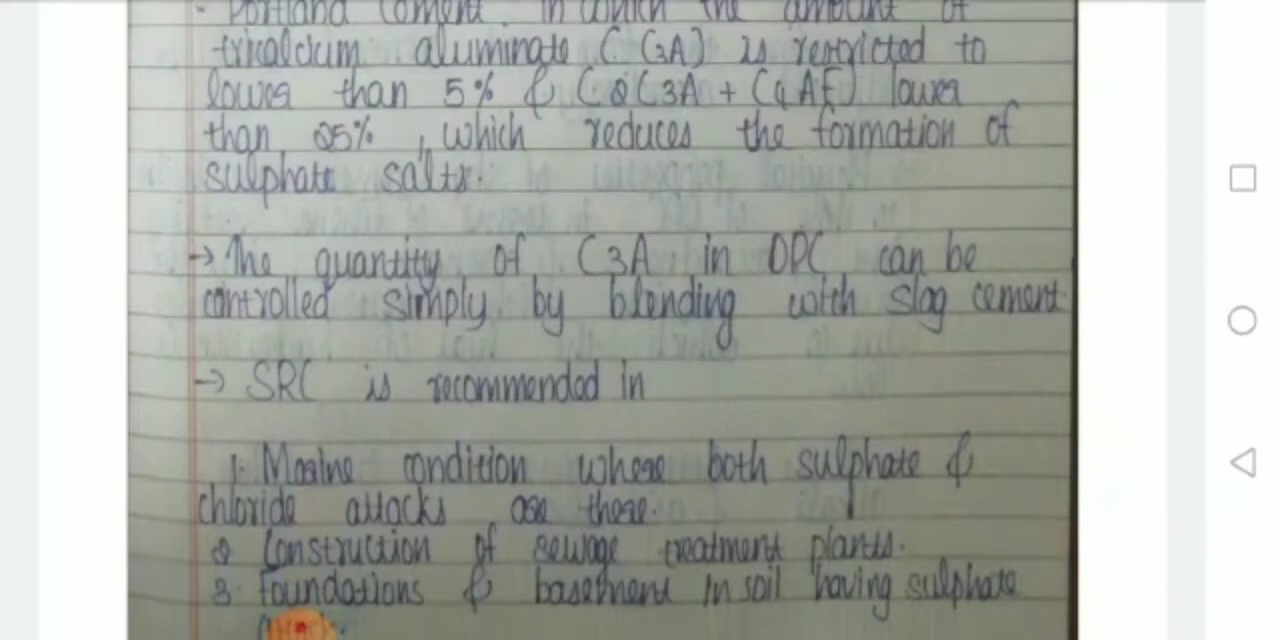 Portland Cement in which the amount of
tricalcium aluminate (C3A) is restricted to
lower than 5% & (2C3A + C4AF) lower
than 25%, which reduces the formation of
sulphate salts.
→ The quantity of C3A in OPC can be
controlled simply by blending with slag cement.
→ SRC is recommended in
1. Marine condition where both sulphate &
chloride attacks are there.
2 Construction of sewage treatment plants.
3. Foundations & basement in soil having sulphate